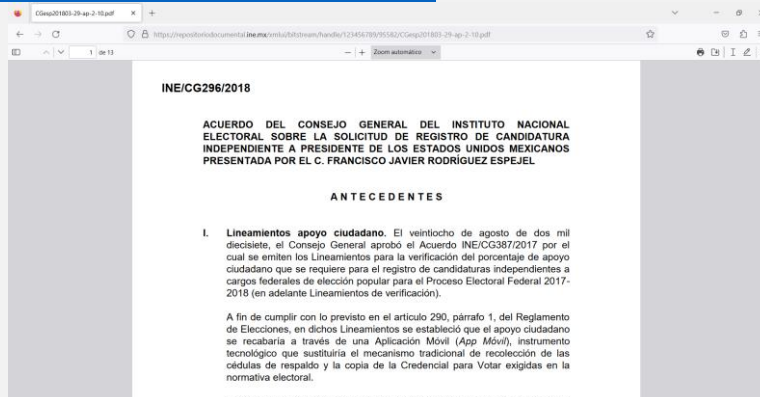 CGesp201803-29-ap-2-10.pdf
https://repositoriodocumental.ine.mx/xmlui/bitstream/handle/123456789/95582/CGesp201803-29-ap-2-10.pdf
1 de 13
Zoom automático
INE/CG296/2018
ACUERDO DEL CONSEJO GENERAL DEL INSTITUTO NACIONAL
ELECTORAL SOBRE LA SOLICITUD DE REGISTRO DE CANDIDATURA
INDEPENDIENTE A PRESIDENTE DE LOS ESTADOS UNIDOS MEXICANOS
PRESENTADA POR EL C. FRANCISCO JAVIER RODRÍGUEZ ESPEJEL
A N T E C E D E N T E S
I. Lineamientos apoyo ciudadano. El veintiocho de agosto de dos mil
diecisiete, el Consejo General aprobó el Acuerdo INE/CG387/2017 por el
cual se emiten los Lineamientos para la verificación del porcentaje de apoyo
ciudadano que se requiere para el registro de candidaturas independientes a
cargos federales de elección popular para el Proceso Electoral Federal 2017-
2018 (en adelante Lineamientos de verificación).
A fin de cumplir con lo previsto en el artículo 290, párrafo 1, del Reglamento
de Elecciones, en dichos Lineamientos se estableció que el apoyo ciudadano
se recabaría a través de una Aplicación Móvil (App Móvil), instrumento
tecnológico que sustituiría el mecanismo tradicional de recolección de las
cédulas de respaldo y la copia de la Credencial para Votar exigidas en la
normativa electoral.